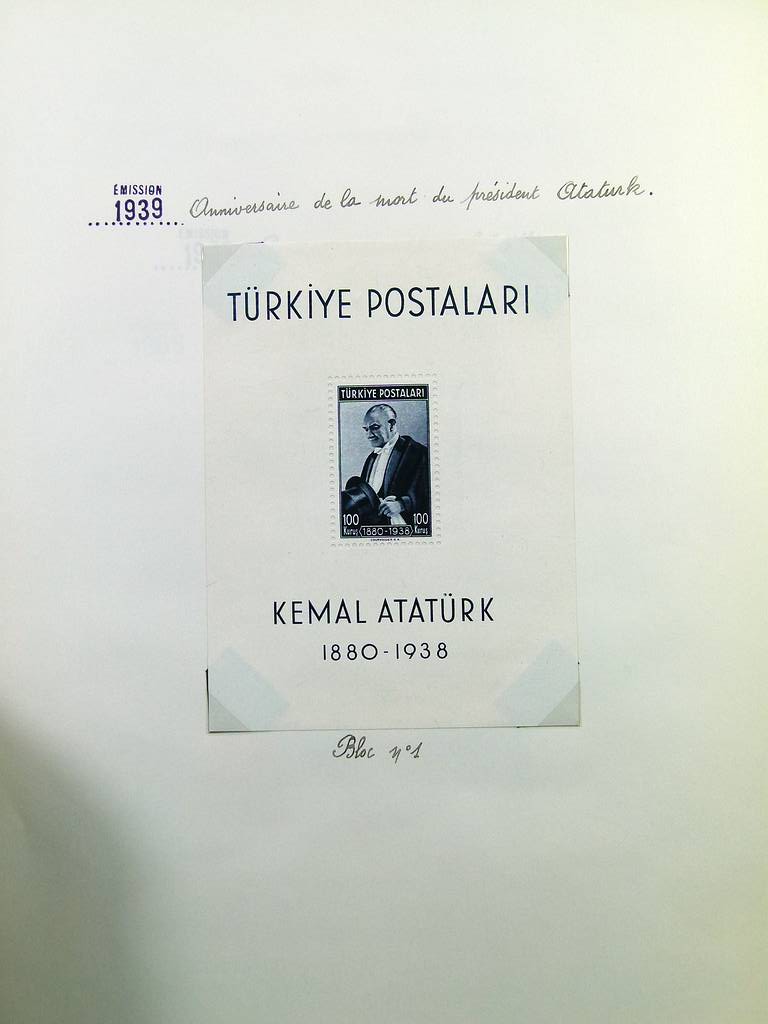 ÉMISSION
1939 Anniversaire de la mort du président Ataturk.
TÜRKİYE POSTALARI
TÜRKİYE POSTALARI
100 100
Kuruş 1880-1938 Kuruş
KEMAL ATATÜRK
1880-1938
Bloc n°1